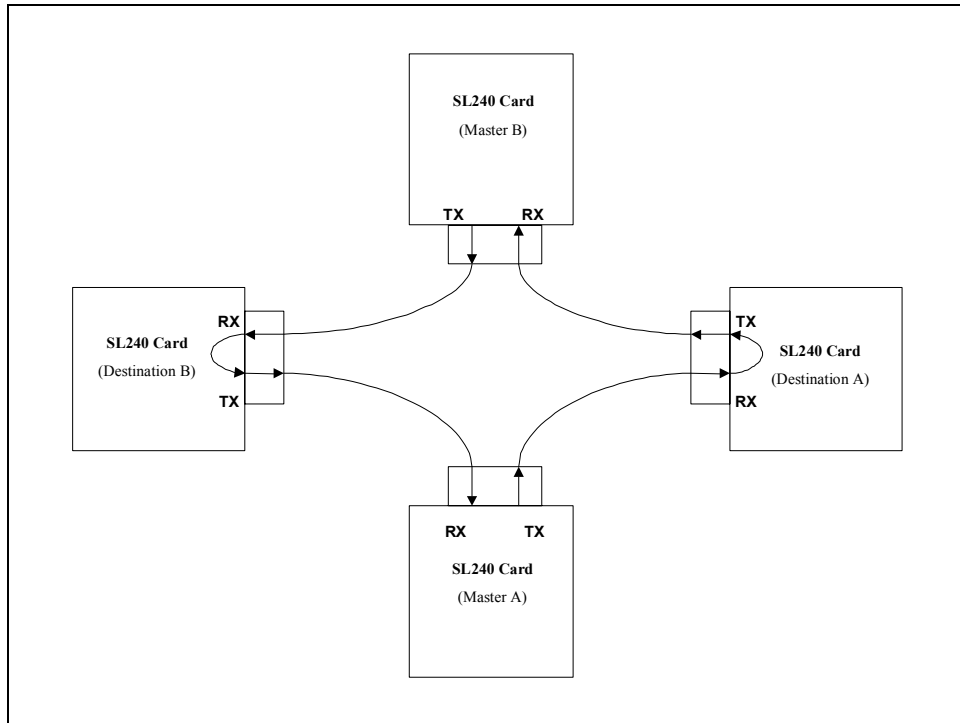 SL240 Card
(Master B)
TX RX
RX
SL240 Card
(Destination B)
TX
TX
SL240 Card
(Destination A)
RX
RX TX
SL240 Card
(Master A)